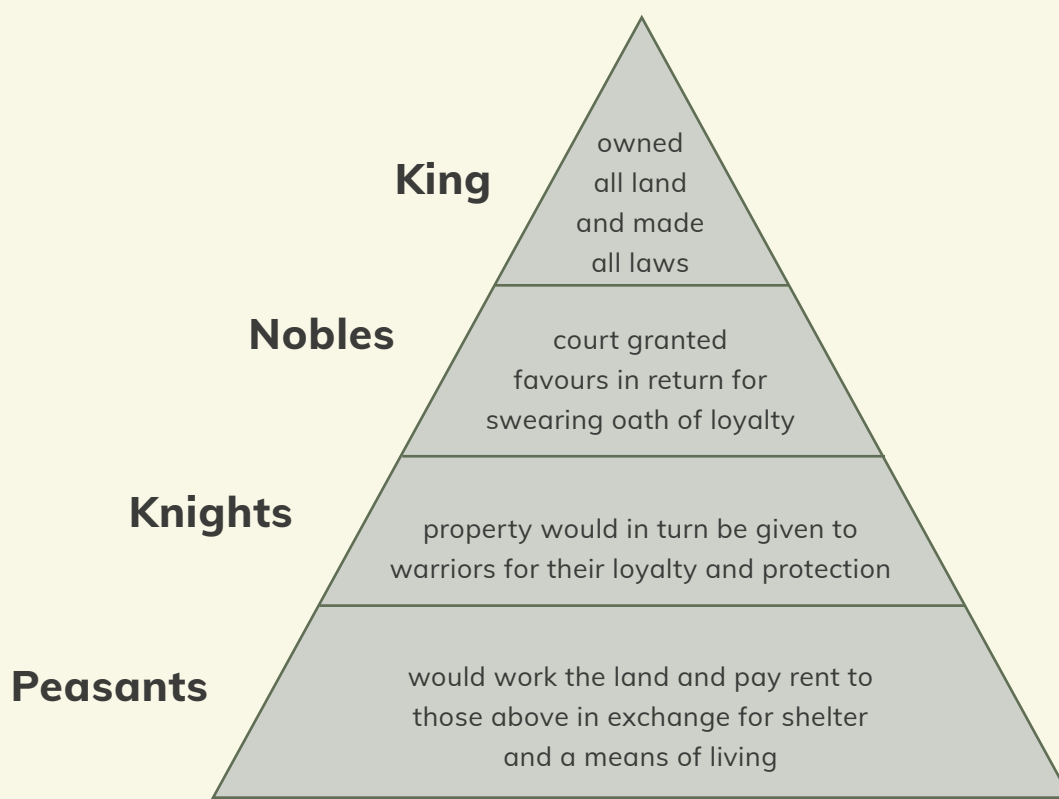 King
owned
all land
and made
all laws
Nobles
court granted
favours in return for
swearing oath of loyalty
Knights
property would in turn be given to
warriors for their loyalty and protection
Peasants
would work the land and pay rent to
those above in exchange for shelter
and a means of living